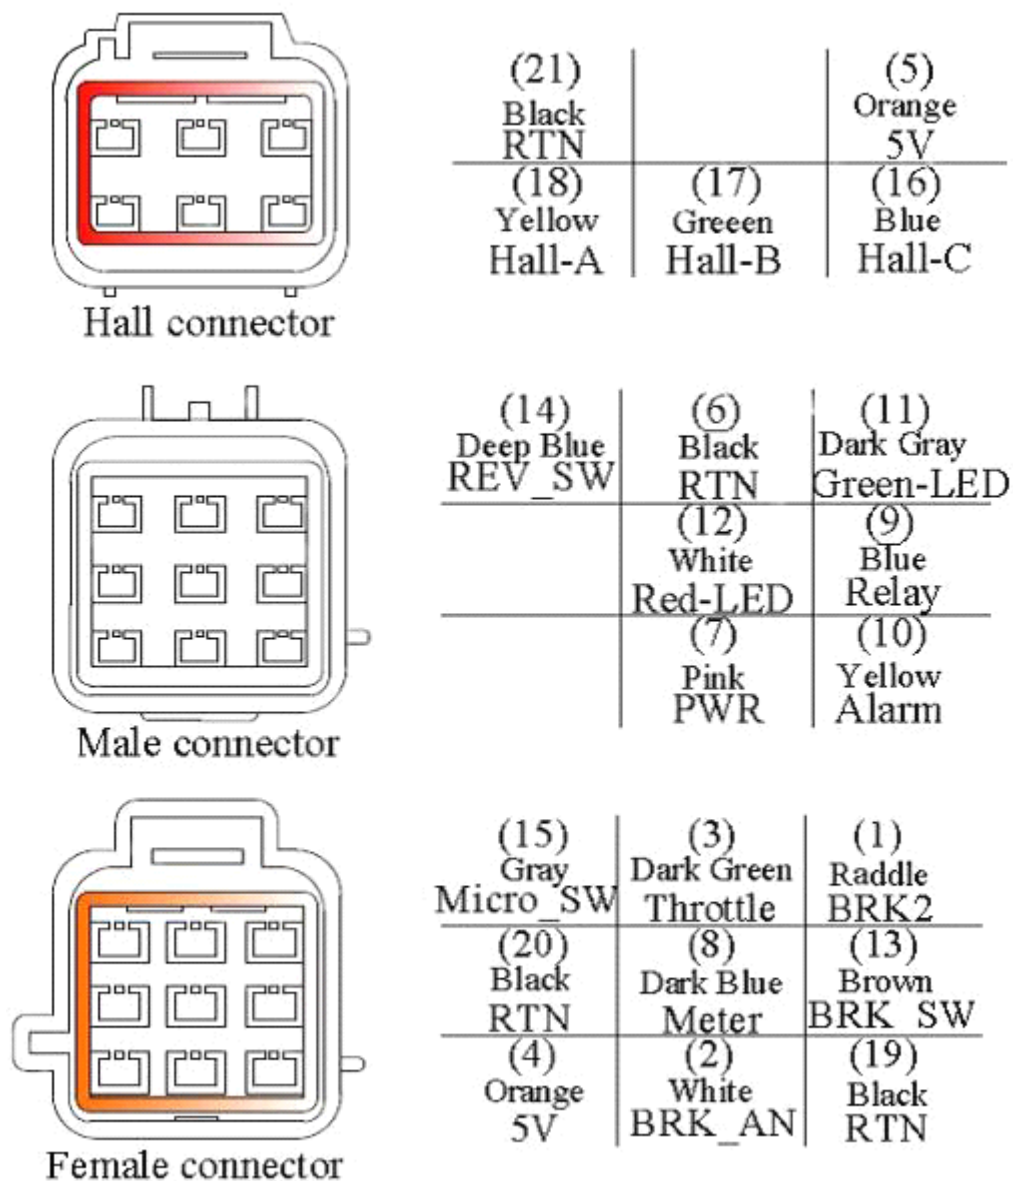 (21) (5)
Black Orange
RTN 5V
(18) (17) (16)
Yellow Greeen Blue
Hall-A Hall-B Hall-C
Hall connector
(14) (6) (11)
Deep Blue Black Dark Gray
REV_SW RTN Green-LED
(12) (9)
White Blue
Red-LED Relay
(7) (10)
Pink Yellow
PWR Alarm
Male connector
(15) (3) (1)
Gray Dark Green Raddle
Micro_SW Throttle BRK2
(20) (8) (13)
Black Dark Blue Brown
RTN Meter BRK SW
(4) (2) (19)
Orange White Black
5V BRK_AN RTN
Female connector